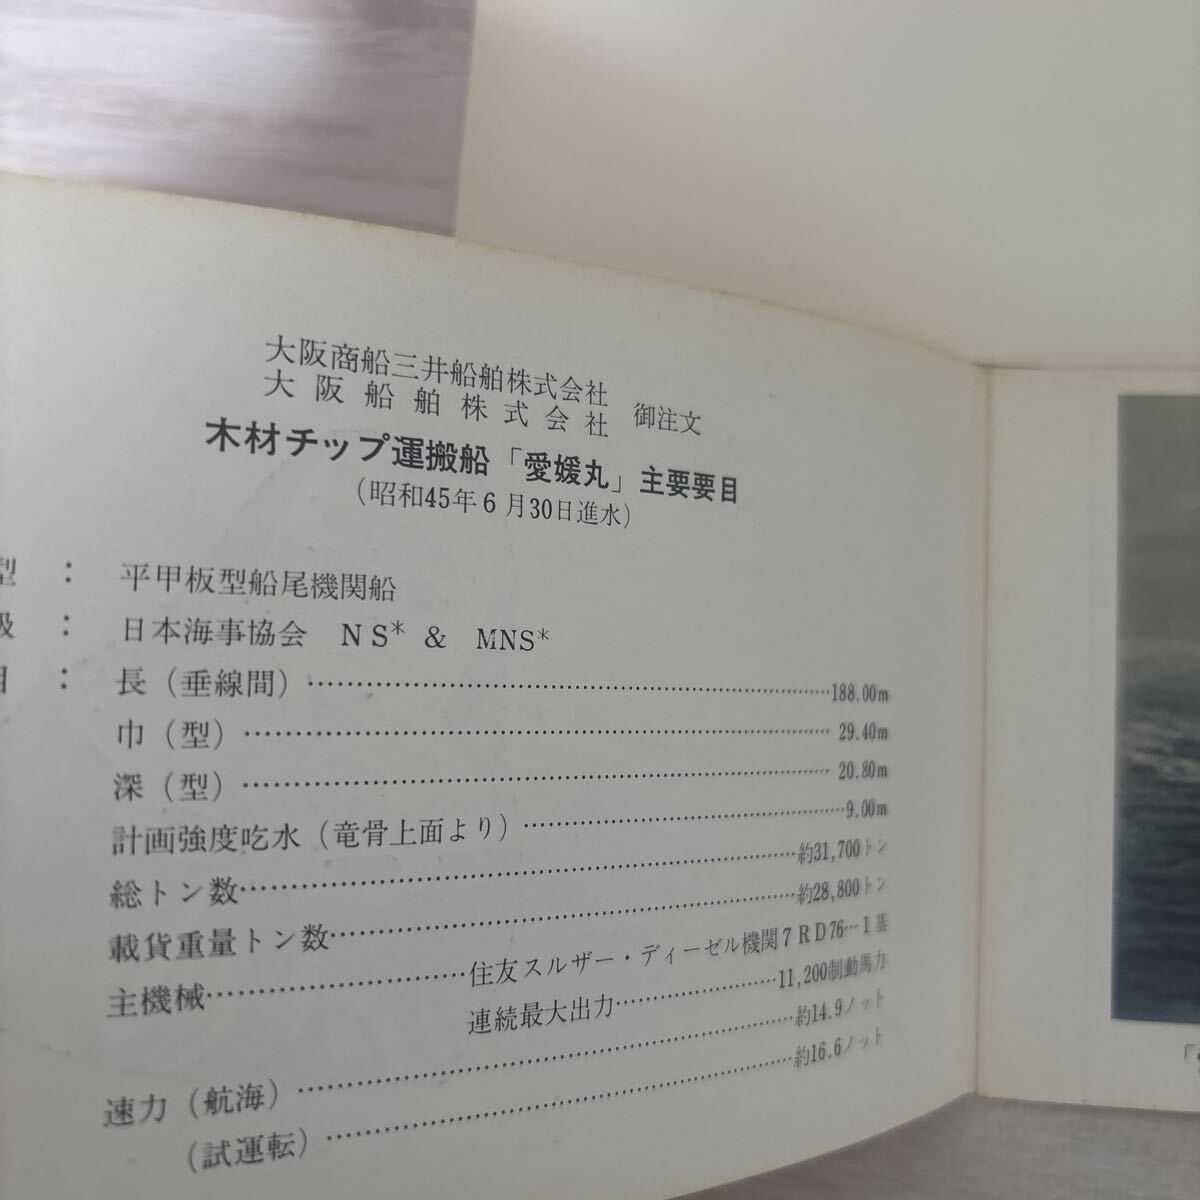 大阪商船三井船舶株式会社
大阪船舶株式会社 御注文
木材チップ運搬船「愛媛丸」主要要目
(昭和45年6月30日進水)
型 : 平甲板型船尾機関船
級 : 日本海事協会 NS* & MNS*
目 : 長(垂線間)……188.00m
巾(型)……29.40m
深(型)……20.80m
計画強度吃水(竜骨上面より)……9.00m
総トン数……約31,700トン
載貨重量トン数……約28,800トン
主機械……住友スルザー・ディーゼル機関7RD76…1基
連続最大出力……11,200制動馬力
速力(航海)……約14.9ノット
(試運転)……約16.6ノット